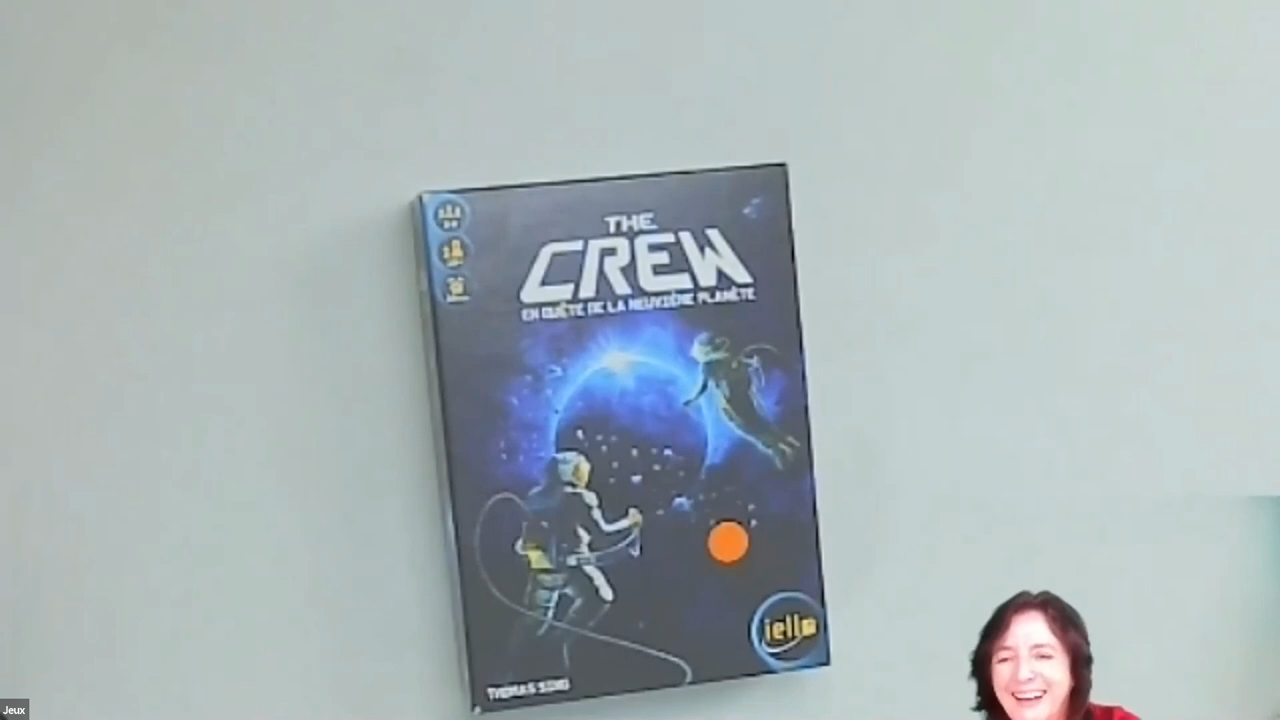 THE
CREW
EN QUÊTE DE LA NEUVIÈME PLANÈTE
iello
THOMAS SING
Jeux